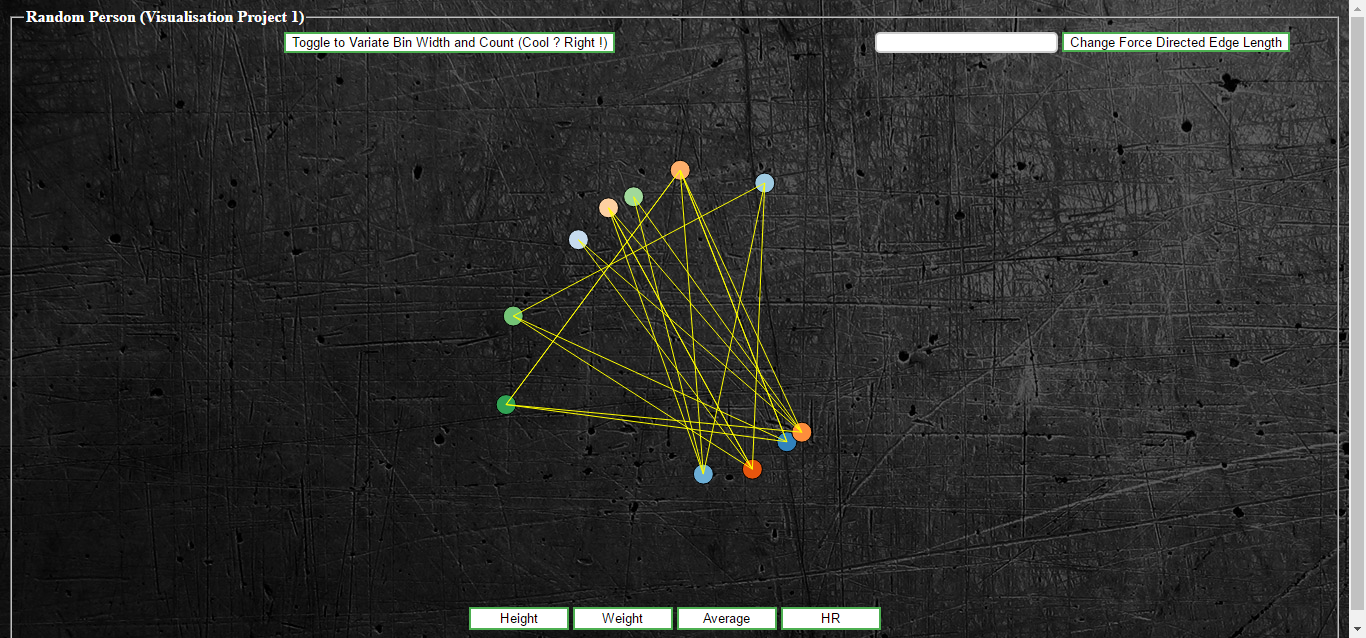 Random Person (Visualisation Project 1)
Toggle to Variate Bin Width and Count (Cool ? Right !)
Change Force Directed Edge Length
Height
Weight
Average
HR